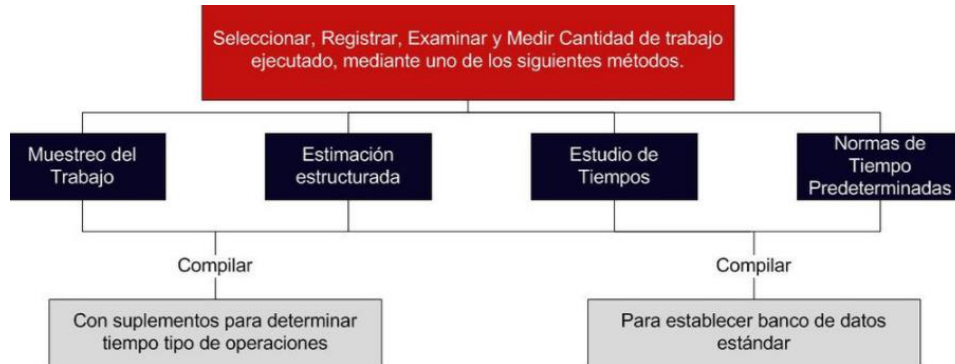 Seleccionar, Registrar, Examinar y Medir Cantidad de trabajo
ejecutado, mediante uno de los siguientes métodos.
Muestreo del
Trabajo
Estimación
estructurada
Estudio de
Tiempos
Normas de
Tiempo
Predeterminadas
Compilar
Compilar
Con suplementos para determinar
tiempo tipo de operaciones
Para establecer banco de datos
estándar